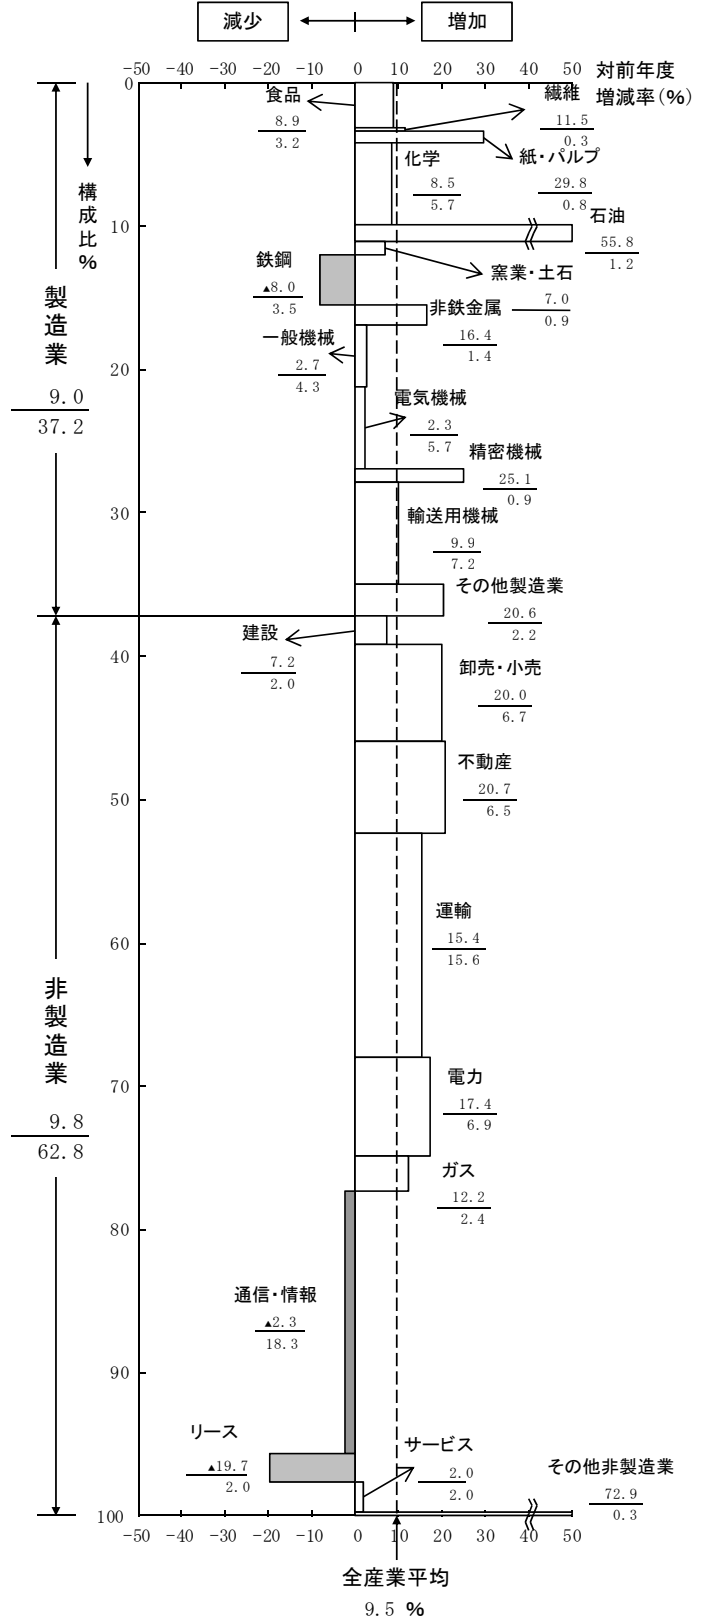 減少
増加
-50 -40 -30 -20 -10 0 10 20 30 40 50
対前年度
増減率(%)
0
10
20
30
40
50
60
70
80
90
100
構成比%
製造業
9.0
37.2
非製造業
9.8
62.8
食品
8.9
3.2
繊維
11.5
0.3
紙・パルプ
29.8
0.8
化学
8.5
5.7
石油
55.8
1.2
窯業・土石
7.0
0.9
鉄鋼
▲8.0
3.5
非鉄金属
16.4
1.4
一般機械
2.7
4.3
電気機械
2.3
5.7
精密機械
25.1
0.9
輸送用機械
9.9
7.2
その他製造業
20.6
2.2
建設
7.2
2.0
卸売・小売
20.0
6.7
不動産
20.7
6.5
運輸
15.4
15.6
電力
17.4
6.9
ガス
12.2
2.4
通信・情報
▲2.3
18.3
リース
▲19.7
2.0
サービス
2.0
2.0
その他非製造業
72.9
0.3
-50 -40 -30 -20 -10 0 10 20 30 40 50
全産業平均
9.5 %